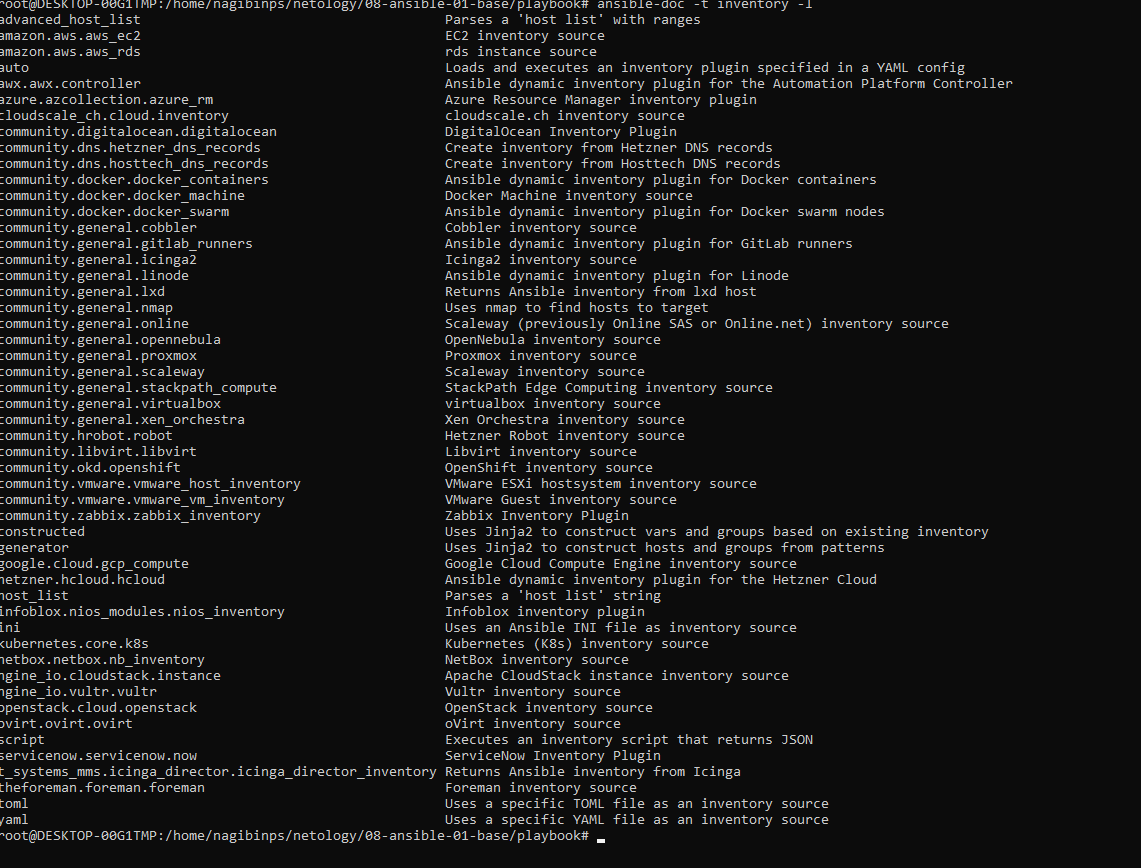 root@DESKTOP-00G1TMP:/home/nagibinps/netology/08-ansible-01-base/playbook# ansible-doc -t inventory -l
advanced_host_list Parses a 'host list' with ranges
amazon.aws.aws_ec2 EC2 inventory source
amazon.aws.aws_rds rds instance source
auto Loads and executes an inventory plugin specified in a YAML config
awx.awx.controller Ansible dynamic inventory plugin for the Automation Platform Controller
azure.azcollection.azure_rm Azure Resource Manager inventory plugin
cloudscale_ch.cloud.inventory cloudscale.ch inventory source
community.digitalocean.digitalocean DigitalOcean Inventory Plugin
community.dns.hetzner_dns_records Create inventory from Hetzner DNS records
community.dns.hosttech_dns_records Create inventory from Hosttech DNS records
community.docker.docker_containers Ansible dynamic inventory plugin for Docker containers
community.docker.docker_machine Docker Machine inventory source
community.docker.docker_swarm Ansible dynamic inventory plugin for Docker swarm nodes
community.general.cobbler Cobbler inventory source
community.general.gitlab_runners Ansible dynamic inventory plugin for GitLab runners
community.general.icinga2 Icinga2 inventory source
community.general.linode Ansible dynamic inventory plugin for Linode
community.general.lxd Returns Ansible inventory from lxd host
community.general.nmap Uses nmap to find hosts to target
community.general.online Scaleway (previously Online SAS or Online.net) inventory source
community.general.opennebula OpenNebula inventory source
community.general.proxmox Proxmox inventory source
community.general.scaleway Scaleway inventory source
community.general.stackpath_compute StackPath Edge Computing inventory source
community.general.virtualbox virtualbox inventory source
community.general.xen_orchestra Xen Orchestra inventory source
community.hrobot.robot Hetzner Robot inventory source
community.libvirt.libvirt Libvirt inventory source
community.okd.openshift OpenShift inventory source
community.vmware.vmware_host_inventory VMware ESXi hostsystem inventory source
community.vmware.vmware_vm_inventory VMware Guest inventory source
community.zabbix.zabbix_inventory Zabbix Inventory Plugin
constructed Uses Jinja2 to construct vars and groups based on existing inventory
generator Uses Jinja2 to construct hosts and groups from patterns
google.cloud.gcp_compute Google Cloud Compute Engine inventory source
hetzner.hcloud.hcloud Ansible dynamic inventory plugin for the Hetzner Cloud
host_list Parses a 'host list' string
infoblox.nios_modules.nios_inventory Infoblox inventory plugin
ini Uses an Ansible INI file as inventory source
kubernetes.core.k8s Kubernetes (K8s) inventory source
netbox.netbox.nb_inventory NetBox inventory source
ngine_io.cloudstack.instance Apache CloudStack instance inventory source
ngine_io.vultr.vultr Vultr inventory source
openstack.cloud.openstack OpenStack inventory source
ovirt.ovirt.ovirt oVirt inventory source
script Executes an inventory script that returns JSON
servicenow.servicenow.now ServiceNow Inventory Plugin
t_systems_mms.icinga_director.icinga_director_inventory Returns Ansible inventory from Icinga
theforeman.foreman.foreman Foreman inventory source
toml Uses a specific TOML file as an inventory source
yaml Uses a specific YAML file as an inventory source
root@DESKTOP-00G1TMP:/home/nagibinps/netology/08-ansible-01-base/playbook#